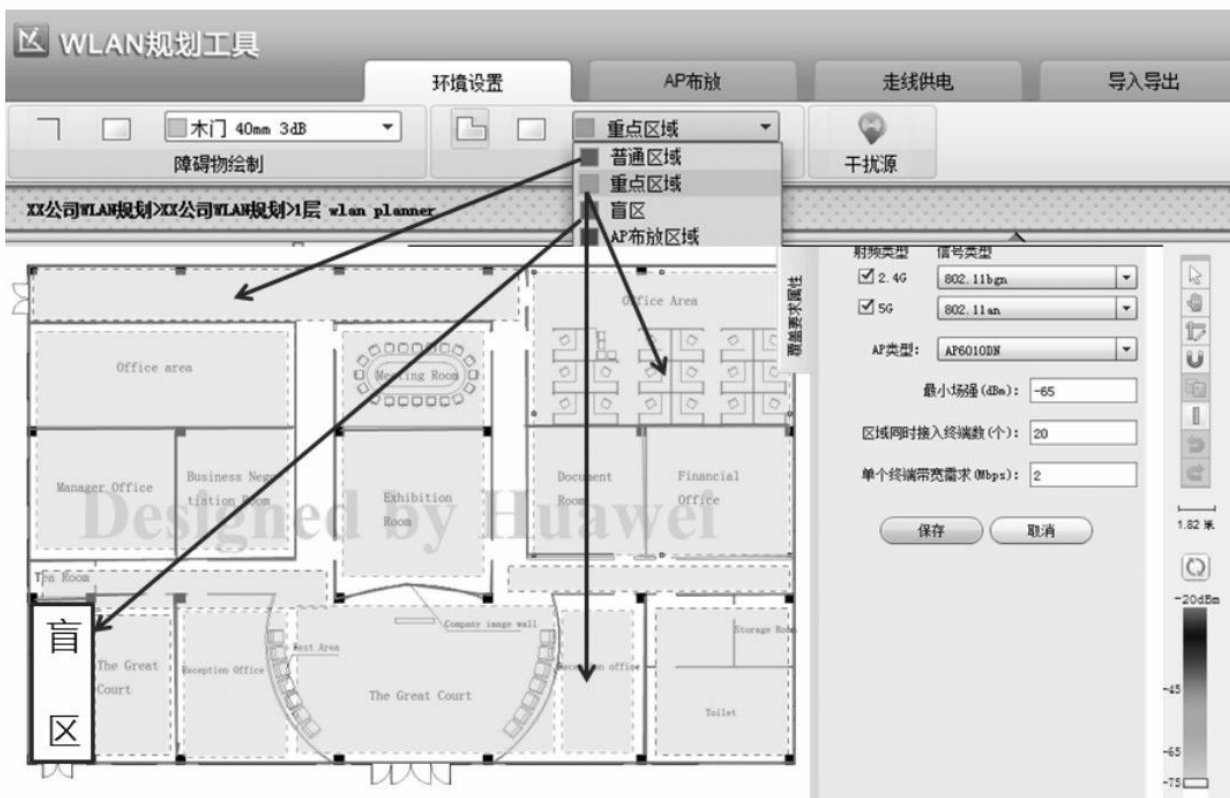 WLAN规划工具
环境设置
AP布放
走线供电
导入导出
木门 40mm 3dB
重点区域
障碍物绘制
普通区域
重点区域
盲区
AP布放区域
干扰源
XX公司WLAN规划>XX公司WLAN规划>1层 wlan planner
射频类型 信号类型
2.4G 802.11bgn
5G 802.11an
AP类型: AP6010DN
最小场强(dBm): -65
区域同时接入终端数(个): 20
单个终端带宽需求(Mbps): 2
保存
取消
覆盖要求属性
1.82 米
-20dBm
-45
-65
-75
Office Area
Office area
Meeting Room
Manager Office
Business Nego
tiation Room
Exhibition
Room
Document
Room
Financial
Office
Designed by Huawei
Tea Room
盲
区
The Great
Court
Reception Office
Rest Area
Company image wall
The Great Court
Reception office
Storage Room
Toilet